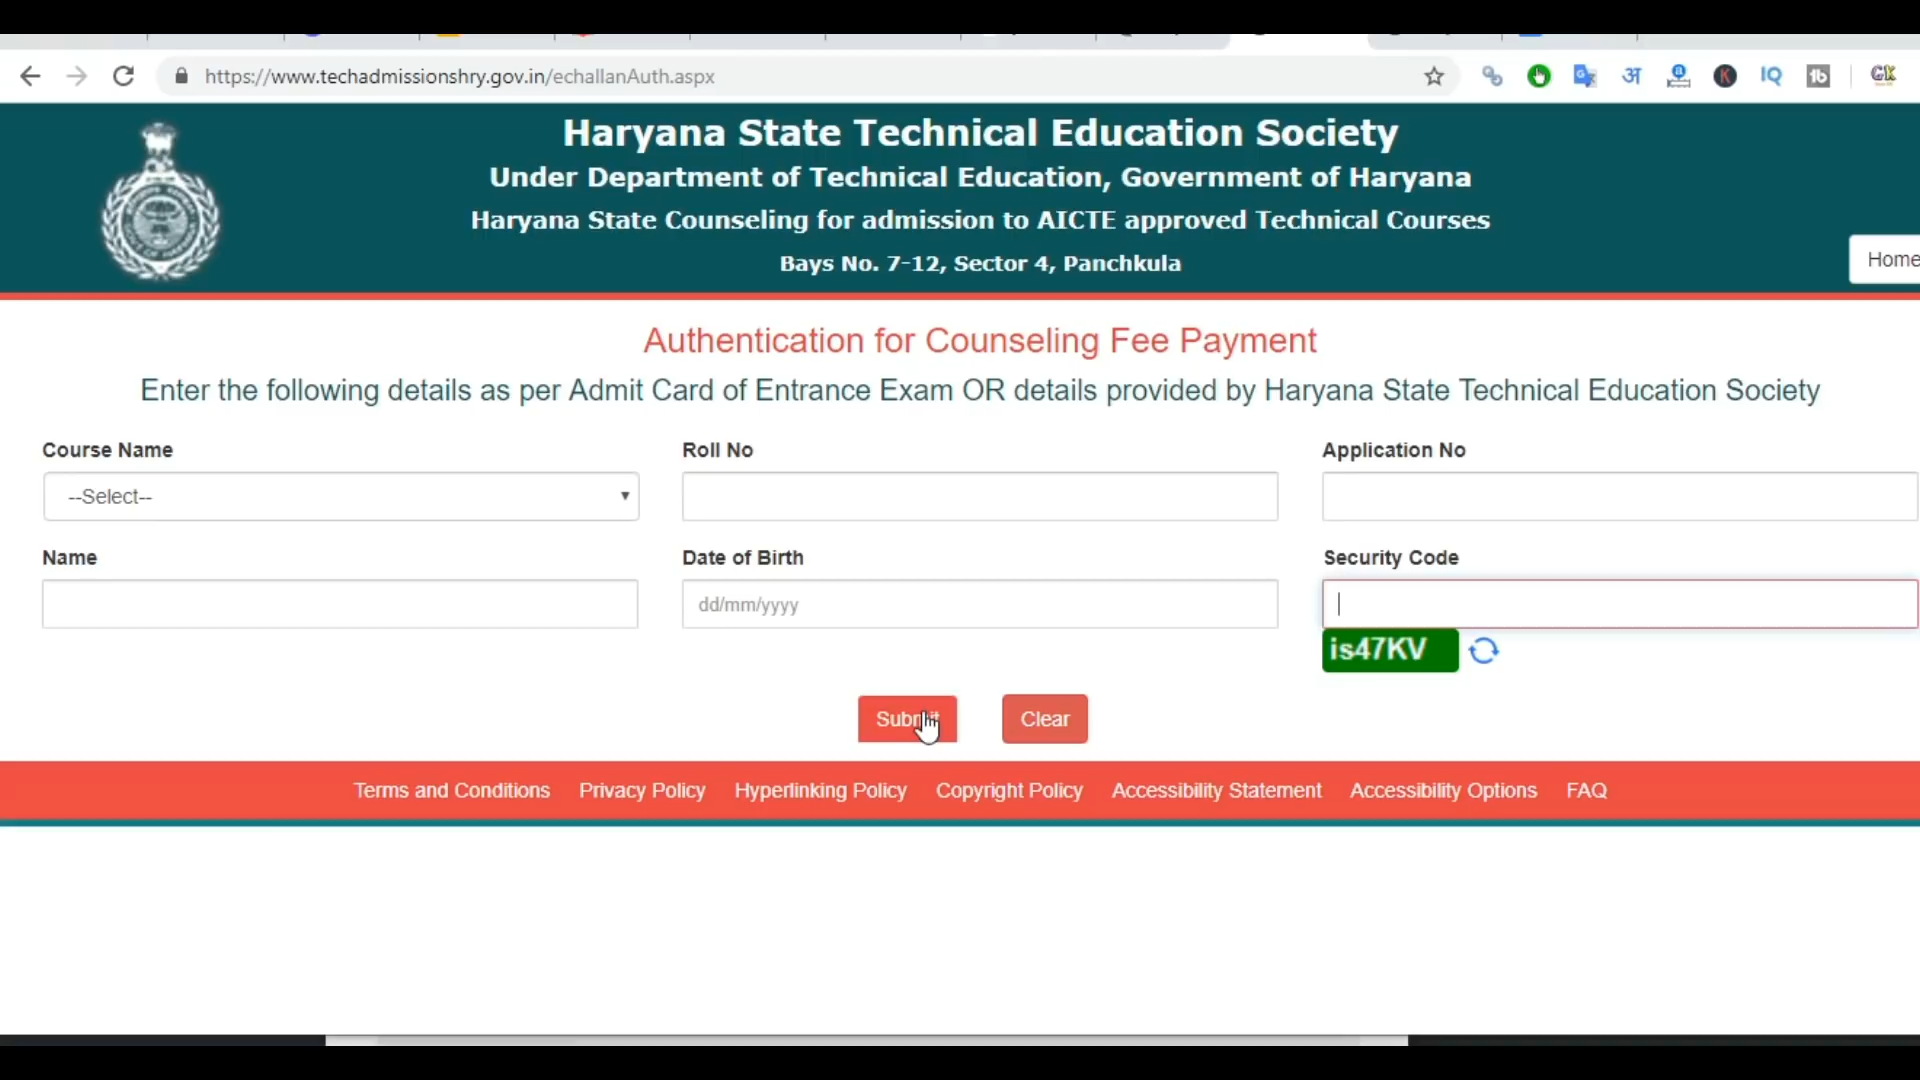 https://www.techadmissionshry.gov.in/echallanAuth.aspx
अ
K
IQ
tb
GK
Haryana State Technical Education Society
Under Department of Technical Education, Government of Haryana
Haryana State Counseling for admission to AICTE approved Technical Courses
Bays No. 7-12, Sector 4, Panchkula
Home
Authentication for Counseling Fee Payment
Enter the following details as per Admit Card of Entrance Exam OR details provided by Haryana State Technical Education Society
Course Name Roll No Application No
--Select--
Name Date of Birth Security Code
dd/mm/yyyy
is47KV
Submit Clear
Terms and Conditions Privacy Policy Hyperlinking Policy Copyright Policy Accessibility Statement Accessibility Options FAQ